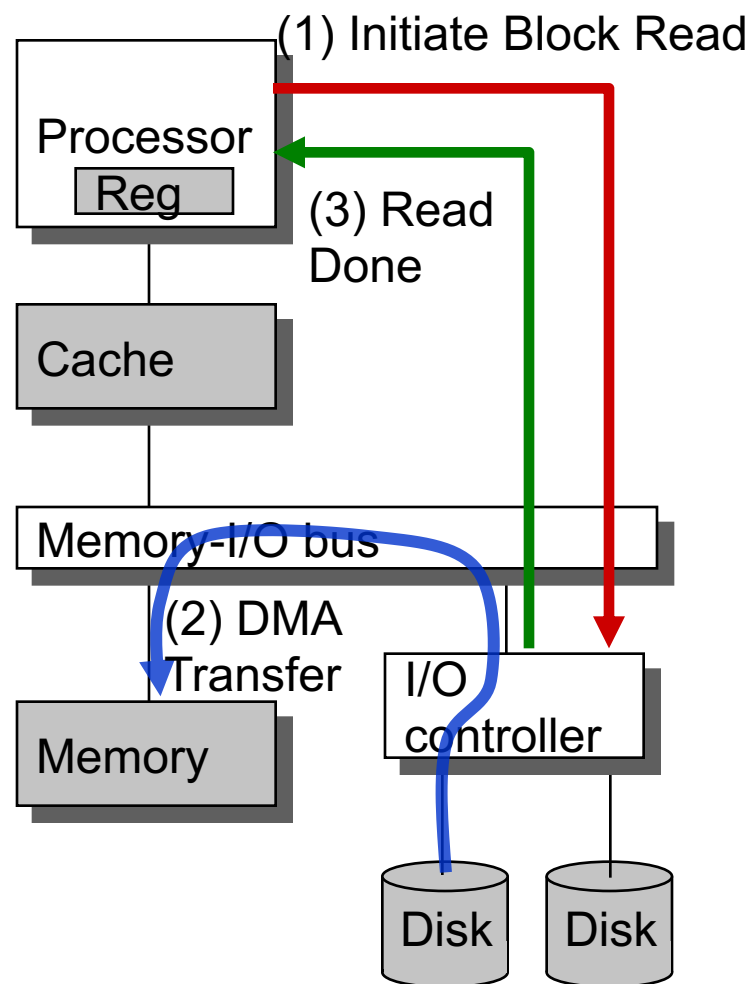 (1) Initiate Block Read
Processor
Reg
(3) Read
Done
Cache
Memory-I/O bus
(2) DMA
Transfer
I/O
controller
Memory
Disk
Disk